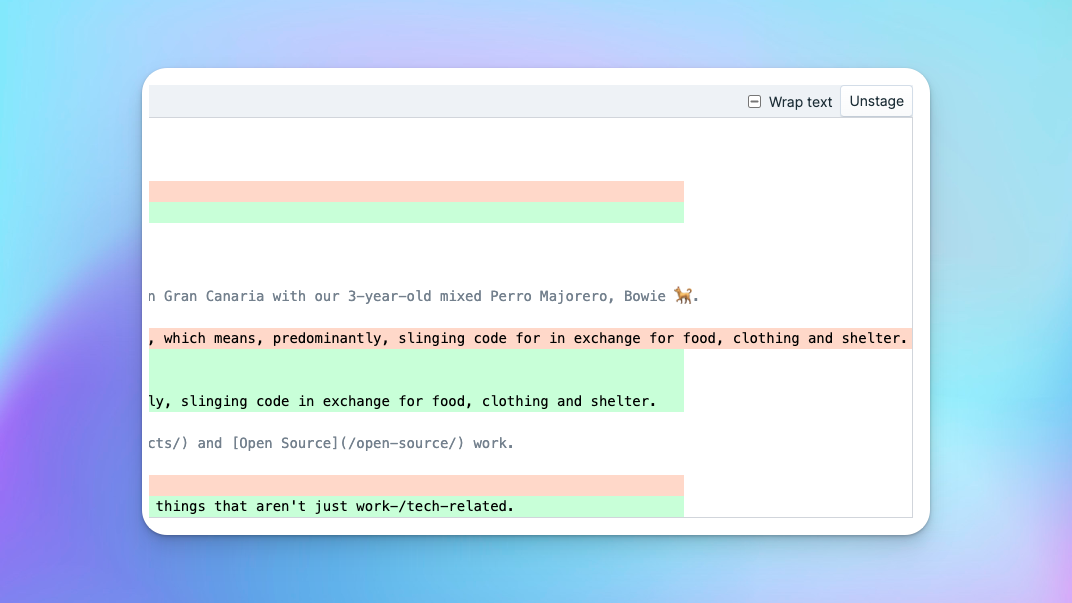 Wrap text Unstage
n Gran Canaria with our 3-year-old mixed Perro Majorero, Bowie 🐕.
, which means, predominantly, slinging code for in exchange for food, clothing and shelter.
ly, slinging code in exchange for food, clothing and shelter.
cts/) and [Open Source](/open-source/) work.
things that aren't just work-/tech-related.